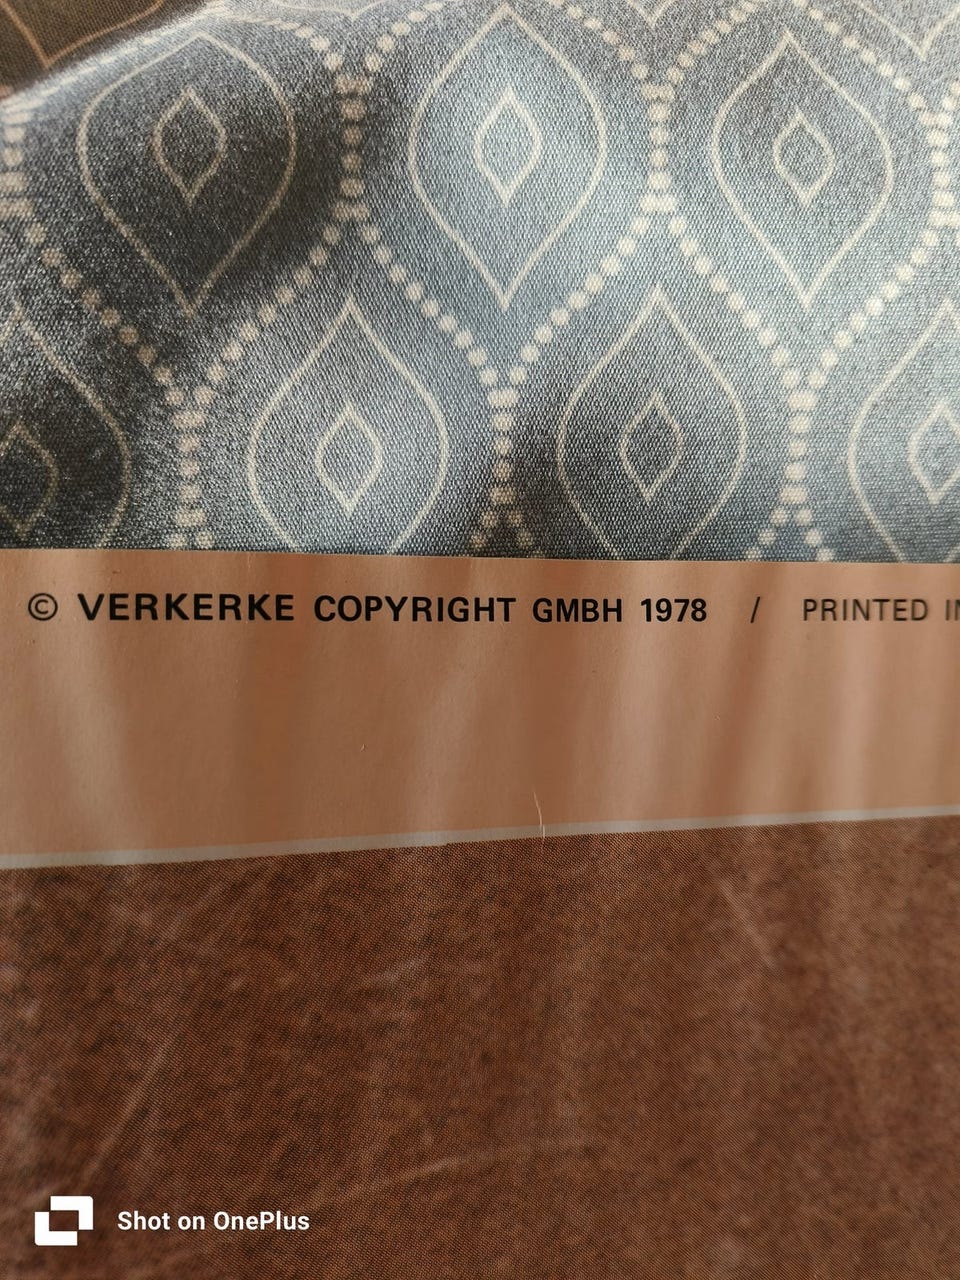 © VERKERKE COPYRIGHT GMBH 1978 / PRINTED
Shot on OnePlus